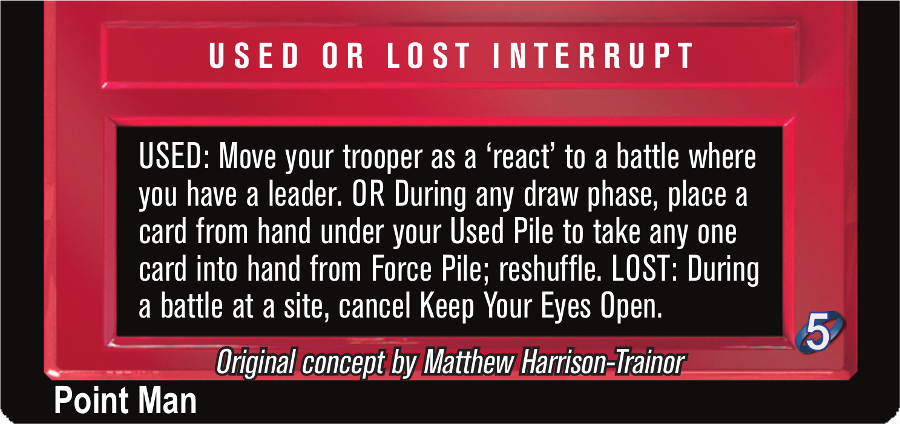 USED OR LOST INTERRUPT
USED: Move your trooper as a ‘react’ to a battle where
you have a leader. OR During any draw phase, place a
card from hand under your Used Pile to take any one
card into hand from Force Pile; reshuffle. LOST: During
a battle at a site, cancel Keep Your Eyes Open.
5
Original concept by Matthew Harrison-Trainor
Point Man